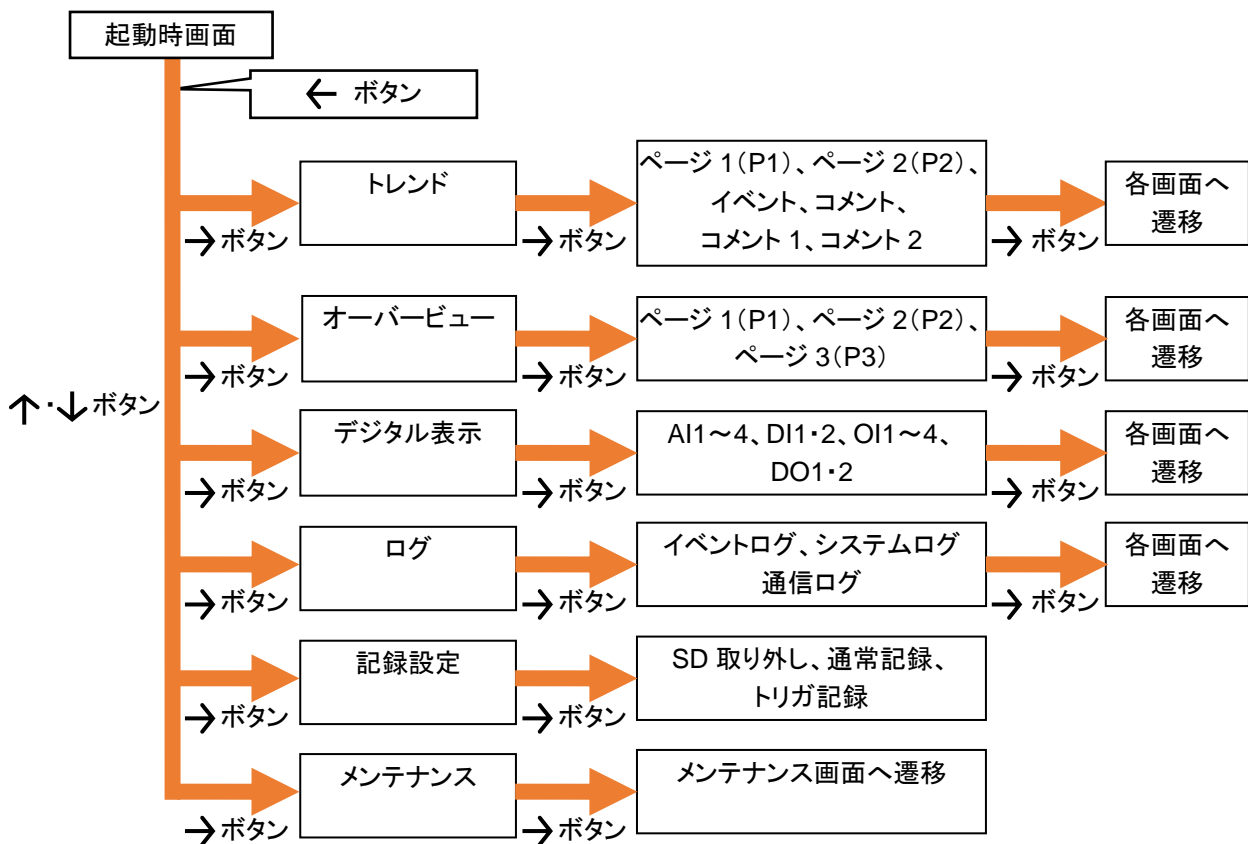 起動時画面
← ボタン
トレンド
→ボタン
→ボタン
ページ 1(P1)、ページ 2(P2)、
イベント、コメント、
コメント 1、コメント 2
→ボタン
各画面へ
遷移
オーバービュー
→ボタン
→ボタン
ページ 1(P1)、ページ 2(P2)、
ページ 3(P3)
→ボタン
各画面へ
遷移
↑・↓ボタン
デジタル表示
→ボタン
→ボタン
AI1~4、DI1・2、OI1~4、
DO1・2
→ボタン
各画面へ
遷移
ログ
→ボタン
→ボタン
イベントログ、システムログ
通信ログ
→ボタン
各画面へ
遷移
記録設定
→ボタン
→ボタン
SD 取り外し、通常記録、
トリガ記録
メンテナンス
→ボタン
→ボタン
メンテナンス画面へ遷移